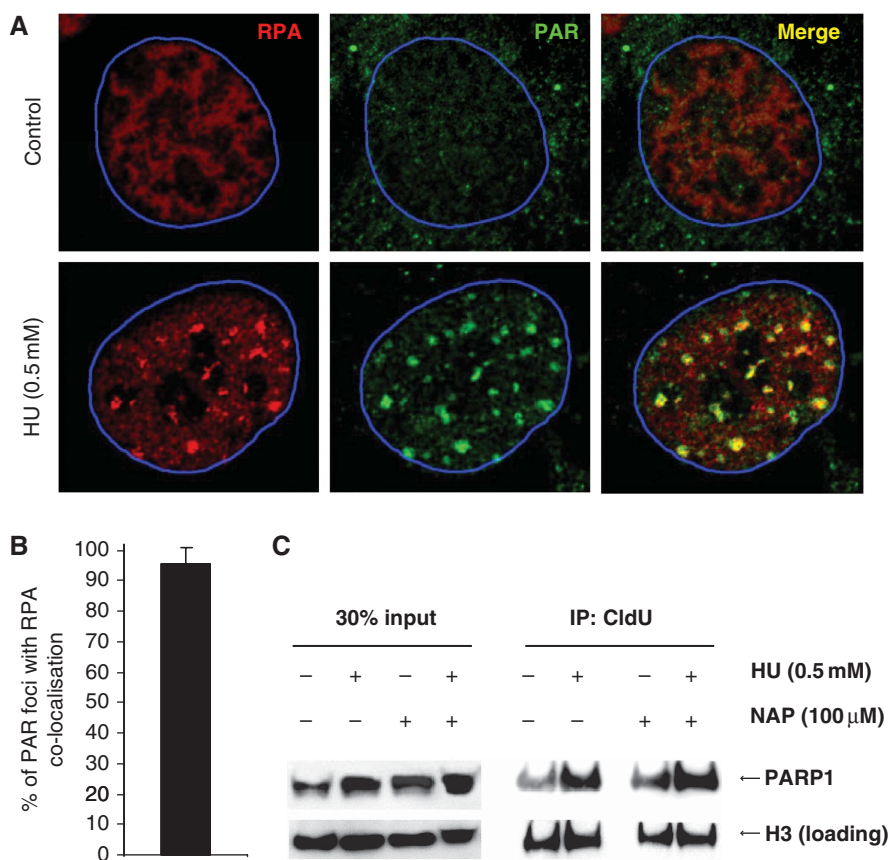 A
RPA
PAR
Merge
Control
HU (0.5 mM)
B
% of PAR foci with RPA
co-localisation
100
90
80
70
60
50
40
30
20
10
0
C
30% input
IP: CldU
– + – + – + – + HU (0.5 mM)
– – + + – – + + NAP (100 μM)
←PARP1
←H3 (loading)